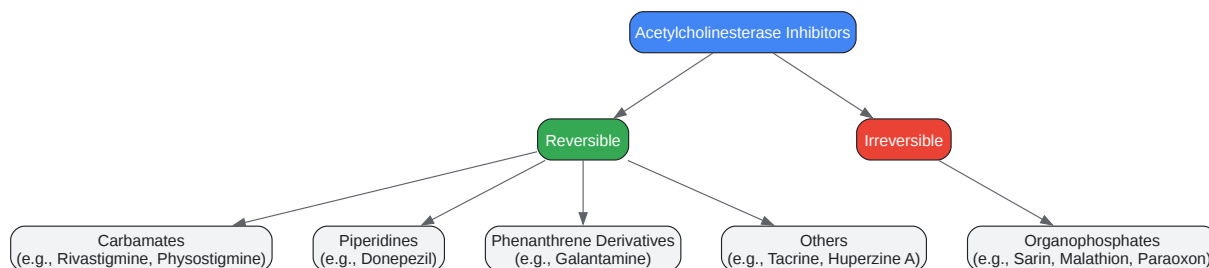 Acetylcholinesterase Inhibitors
Reversible
Irreversible
Carbamates
(e.g., Rivastigmine, Physostigmine)
Piperidines
(e.g., Donepezil)
Phenanthrene Derivatives
(e.g., Galantamine)
Others
(e.g., Tacrine, Huperzine A)
Organophosphates
(e.g., Sarin, Malathion, Paraoxon)